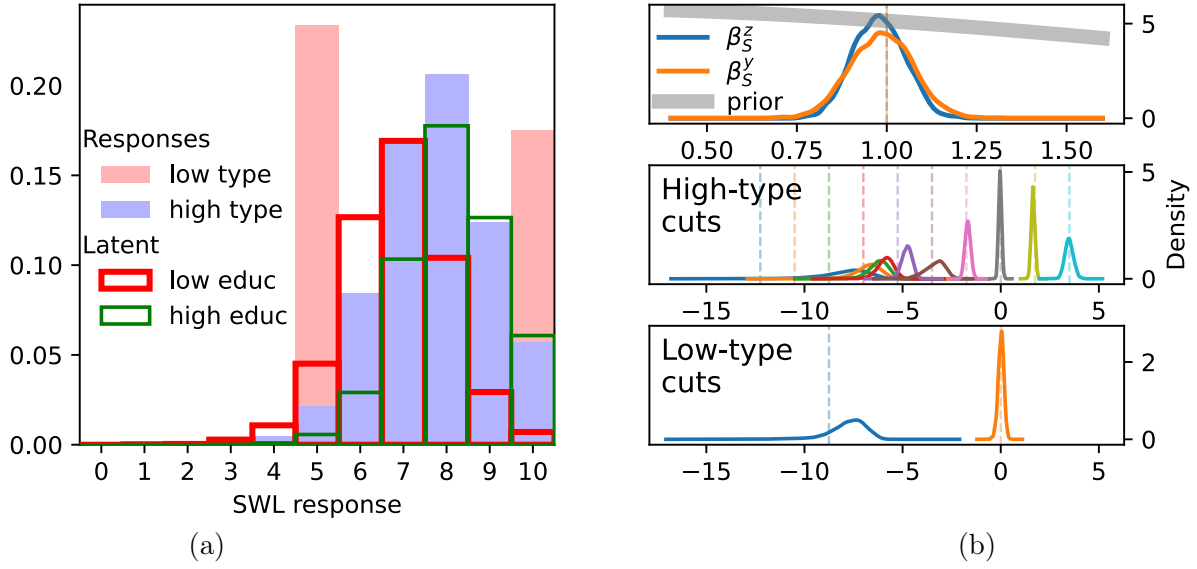 0.20
0.15
0.10
0.05
0.00
Responses
low type
high type
Latent
low educ
high educ
0 1 2 3 4 5 6 7 8 9 10
SWL response
(a)
β_S^z
β_S^y
prior
5
0
0.50 0.75 1.00 1.25 1.50
High-type
cuts
5
0
Density
−15 −10 −5 0 5
Low-type
cuts
2
0
−15 −10 −5 0 5
(b)